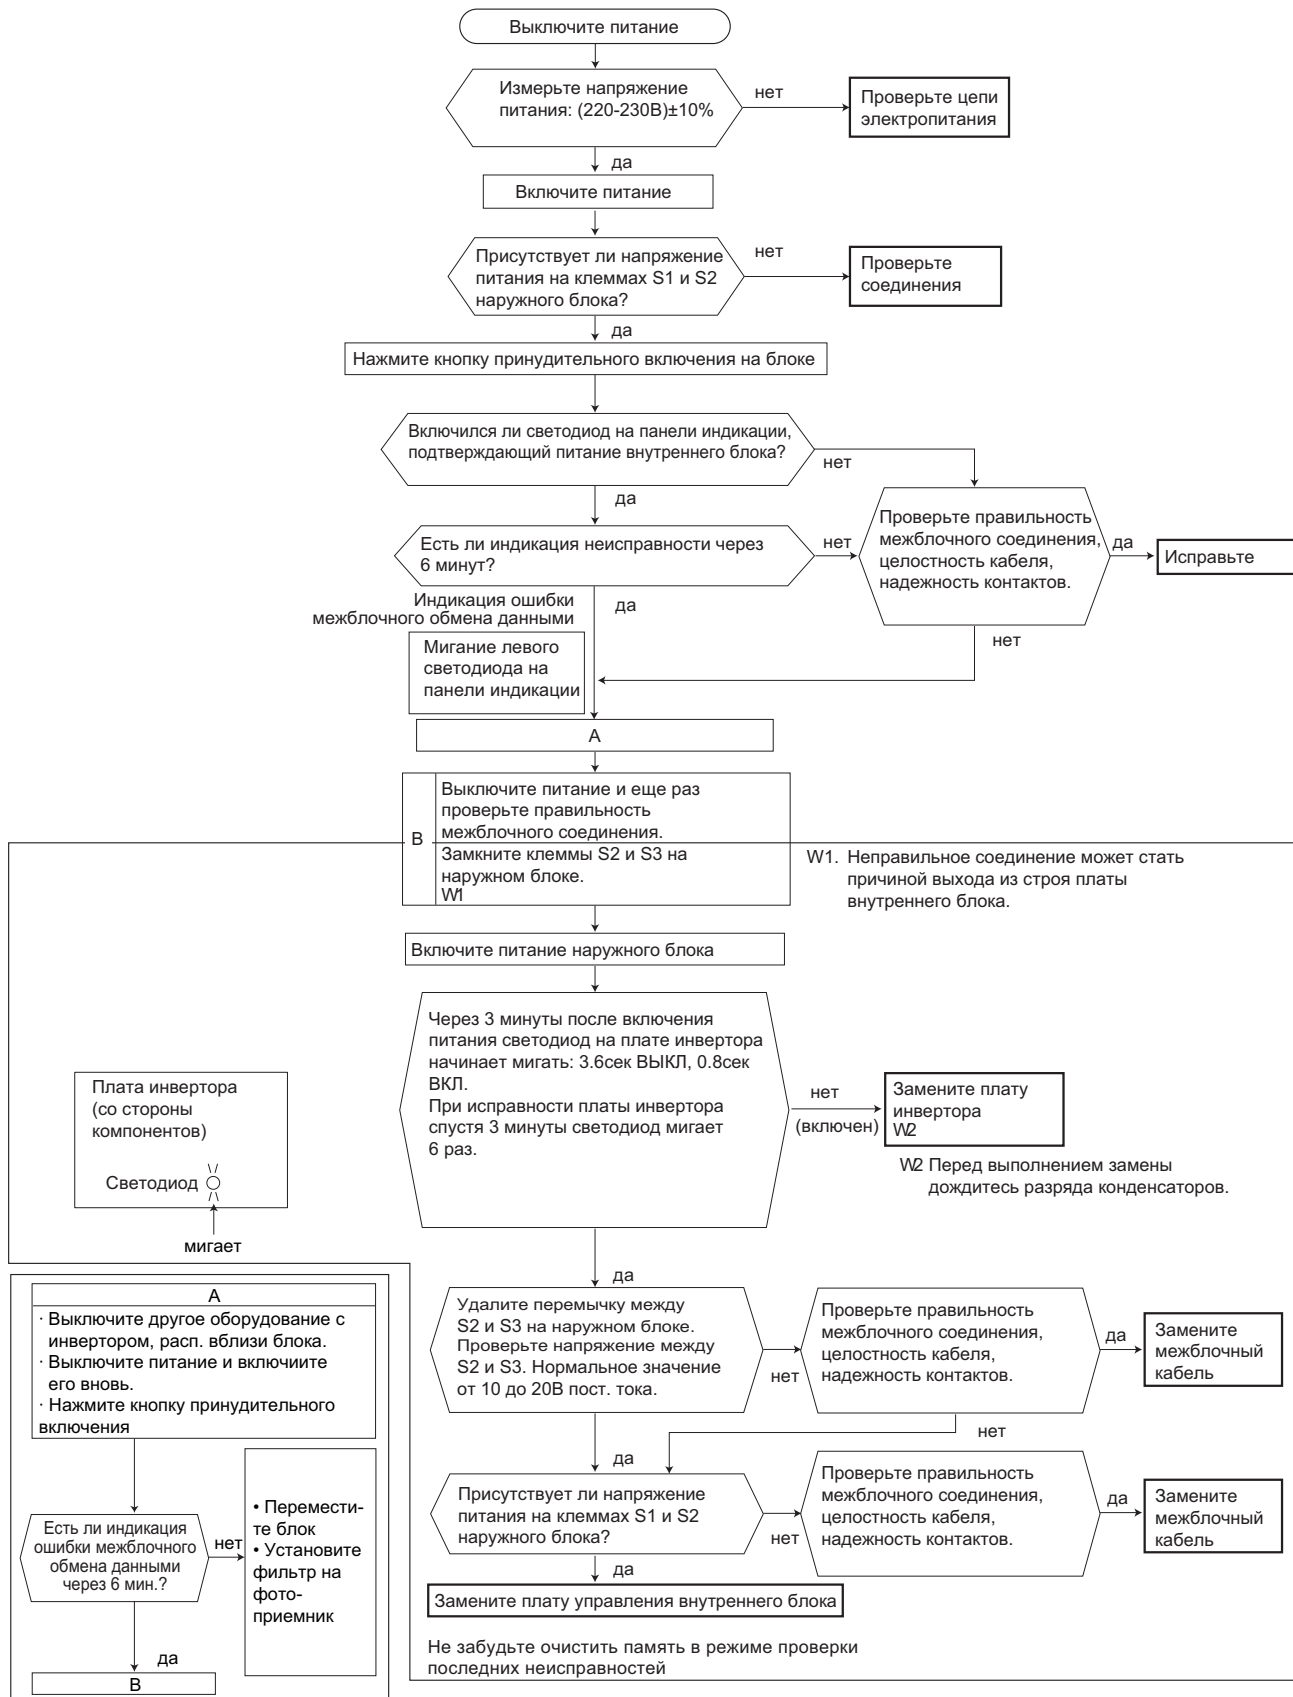 Выключите питание
Измерьте напряжение
питания: (220-230В)±10%
нет
Проверьте цепи
электропитания
да
Включите питание
Присутствует ли напряжение
питания на клеммах S1 и S2
наружного блока?
нет
Проверьте
соединения
да
Нажмите кнопку принудительного включения на блоке
Включился ли светодиод на панели индикации,
подтверждающий питание внутреннего блока?
нет
да
Проверьте правильность
межблочного соединения,
целостность кабеля,
надежность контактов.
да
Исправьте
Есть ли индикация неисправности через
6 минут?
нет
Индикация ошибки
межблочного обмена данными
да
нет
Мигание левого
светодиода на
панели индикации
A
B
Выключите питание и еще раз
проверьте правильность
межблочного соединения.
Замкните клеммы S2 и S3 на
наружном блоке.
W1
W1. Неправильное соединение может стать
причиной выхода из строя платы
внутреннего блока.
Включите питание наружного блока
Через 3 минуты после включения
питания светодиод на плате инвертора
начинает мигать: 3.6сек ВЫКЛ, 0.8сек
ВКЛ.
При исправности платы инвертора
спустя 3 минуты светодиод мигает
6 раз.
нет
(включен)
Замените плату
инвертора
W2
W2 Перед выполнением замены
дождитесь разряда конденсаторов.
Плата инвертора
(со стороны
компонентов)
Светодиод
мигает
да
Удалите перемычку между
S2 и S3 на наружном блоке.
Проверьте напряжение между
S2 и S3. Нормальное значение
от 10 до 20В пост. тока.
нет
Проверьте правильность
межблочного соединения,
целостность кабеля,
надежность контактов.
да
Замените
межблочный
кабель
нет
да
Присутствует ли напряжение
питания на клеммах S1 и S2
наружного блока?
нет
Проверьте правильность
межблочного соединения,
целостность кабеля,
надежность контактов.
да
Замените
межблочный
кабель
да
Замените плату управления внутреннего блока
Не забудьте очистить память в режиме проверки
последних неисправностей
A
· Выключите другое оборудование с
инвертором, расп. вблизи блока.
· Выключите питание и включиите
его вновь.
· Нажмите кнопку принудительного
включения
Есть ли индикация
ошибки межблочного
обмена данными
через 6 мин.?
нет
• Перемести-
те блок
• Установите
фильтр на
фото-
приемник
да
B